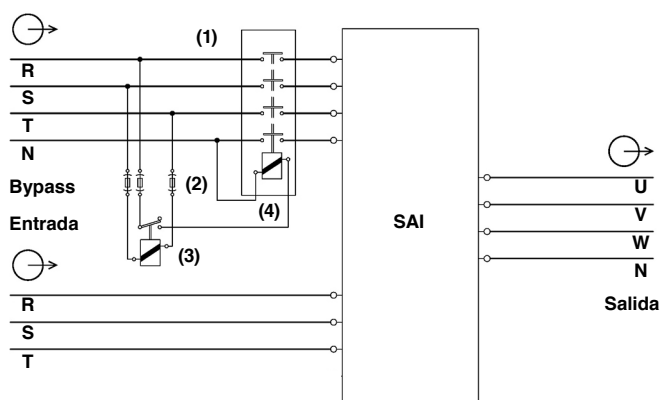 (1)
R
S
T
N
Bypass
(2)
Entrada
(4)
(3)
R
S
T
SAI
U
V
W
N
Salida